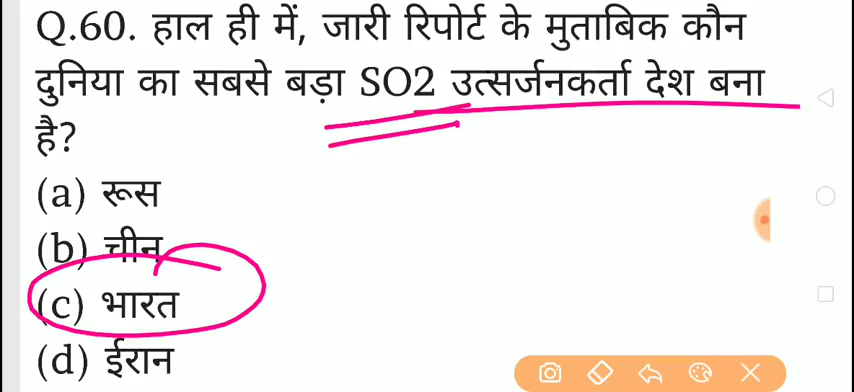 Q.60. हाल ही में, जारी रिपोर्ट के मुताबिक कौन
दुनिया का सबसे बड़ा SO2 उत्सर्जनकर्ता देश बना
है?
(a) रूस
(b) चीन
(c) भारत
(d) ईरान